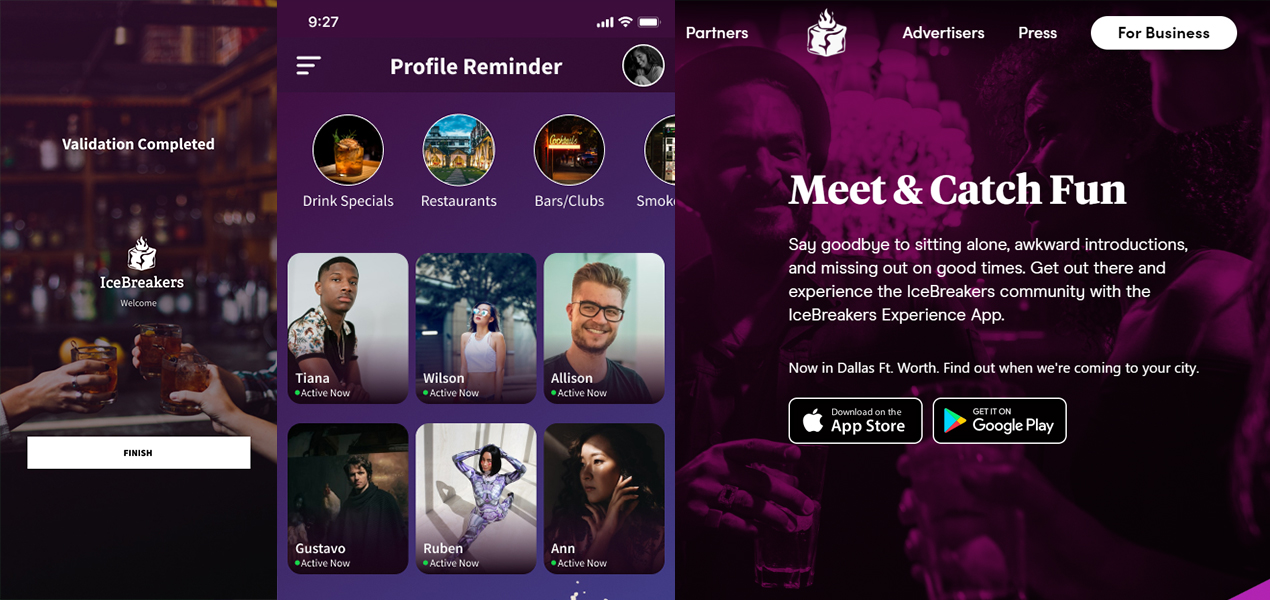 Validation Completed
IceBreakers
Welcome
FINISH
9:27
Profile Reminder
Drink Specials
Restaurants
Bars/Clubs
Smok
Cocktails
Tiana
Active Now
Wilson
Active Now
Allison
Active Now
Gustavo
Active Now
Ruben
Active Now
Ann
Active Now
Partners
Advertisers
Press
For Business
Meet & Catch Fun
Say goodbye to sitting alone, awkward introductions,
and missing out on good times. Get out there and
experience the IceBreakers community with the
IceBreakers Experience App.
Now in Dallas Ft. Worth. Find out when we're coming to your city.
Download on the
App Store
GET IT ON
Google Play